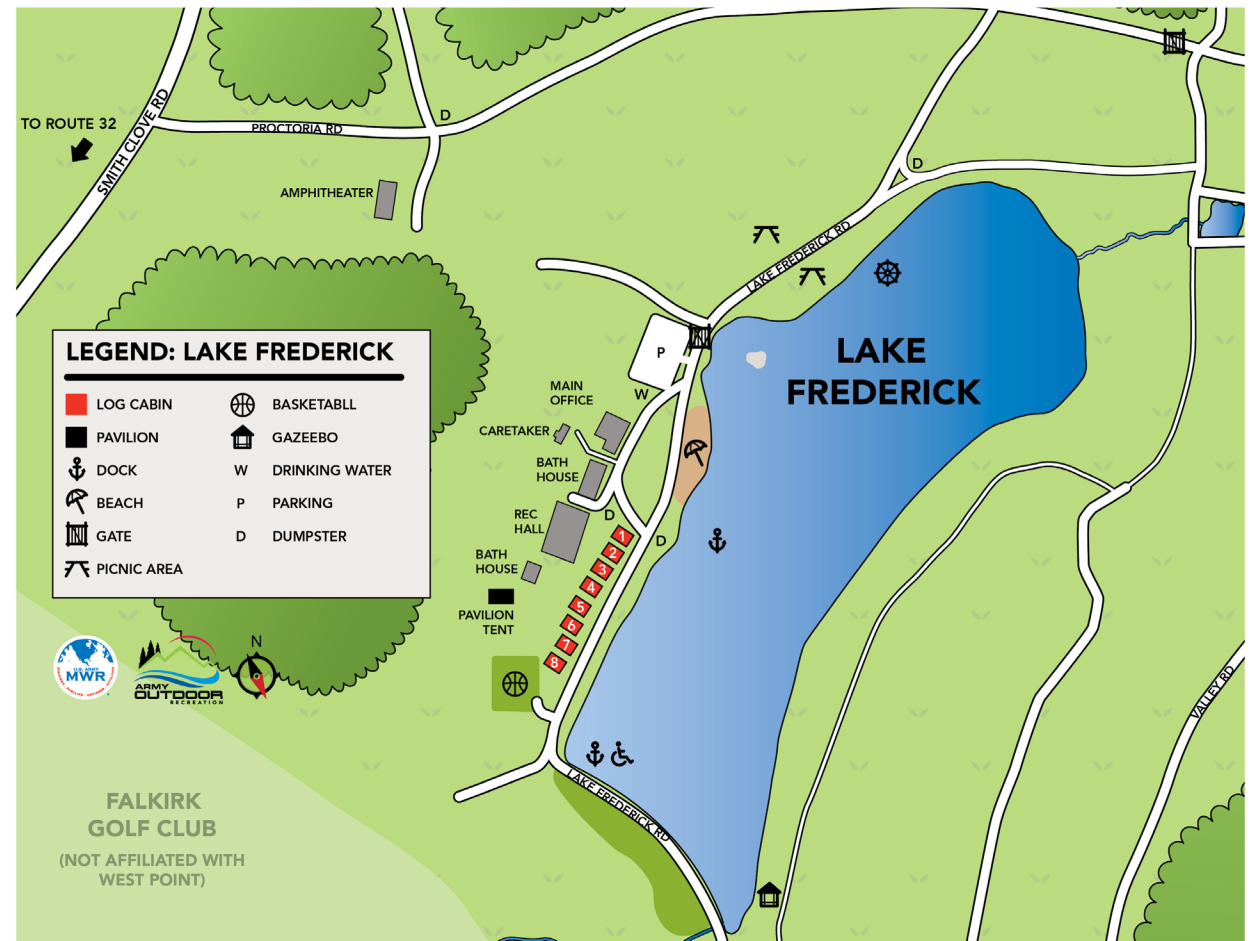 TO ROUTE 32
SMITH CLOVE RD
PROCTORIA RD
D
D
AMPHITHEATER
LAKE FREDERICK RD
LAKE
FREDERICK
P
W
MAIN
OFFICE
CARETAKER
BATH
HOUSE
REC
HALL
D
D
BATH
HOUSE
PAVILION
TENT
1
2
3
4
5
6
7
8
LEGEND: LAKE FREDERICK
LOG CABIN
PAVILION
DOCK
BEACH
GATE
PICNIC AREA
BASKETABLL
GAZEEBO
W DRINKING WATER
P PARKING
D DUMPSTER
U.S. ARMY
MWR
ARMY
OUTDOOR
RECREATION
N
LAKE FREDERICK RD
VALLEY RD
FALKIRK
GOLF CLUB
(NOT AFFILIATED WITH
WEST POINT)